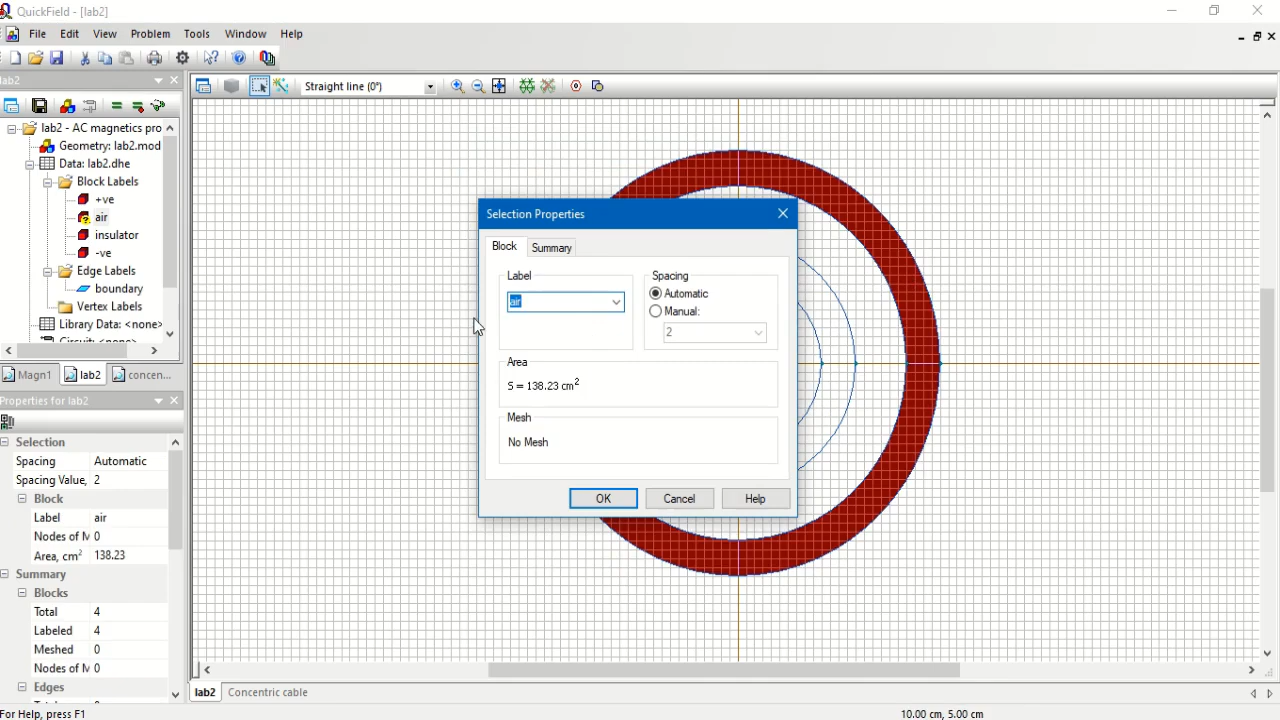 QuickField - [lab2]
File Edit View Problem Tools Window Help
lab2
Straight line (0°)
lab2 - AC magnetics pro
Geometry: lab2.mod
Data: lab2.dhe
Block Labels
+ve
air
insulator
-ve
Edge Labels
boundary
Vertex Labels
Library Data: <none>
Circuit: <none>
Magn1 lab2 concen...
Properties for lab2
Selection
Spacing Automatic
Spacing Value, 2
Block
Label air
Nodes of M 0
Area, cm² 138.23
Summary
Blocks
Total 4
Labeled 4
Meshed 0
Nodes of M 0
Edges
Selection Properties
Block Summary
Label
air
Spacing
Automatic
Manual:
2
Area
S = 138.23 cm²
Mesh
No Mesh
OK Cancel Help
lab2 Concentric cable
For Help, press F1
10.00 cm, 5.00 cm